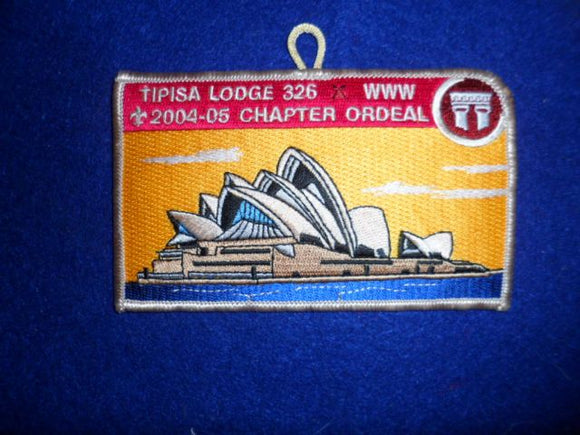 TIPISA LODGE 326 X WWW
2004-05 CHAPTER ORDEAL